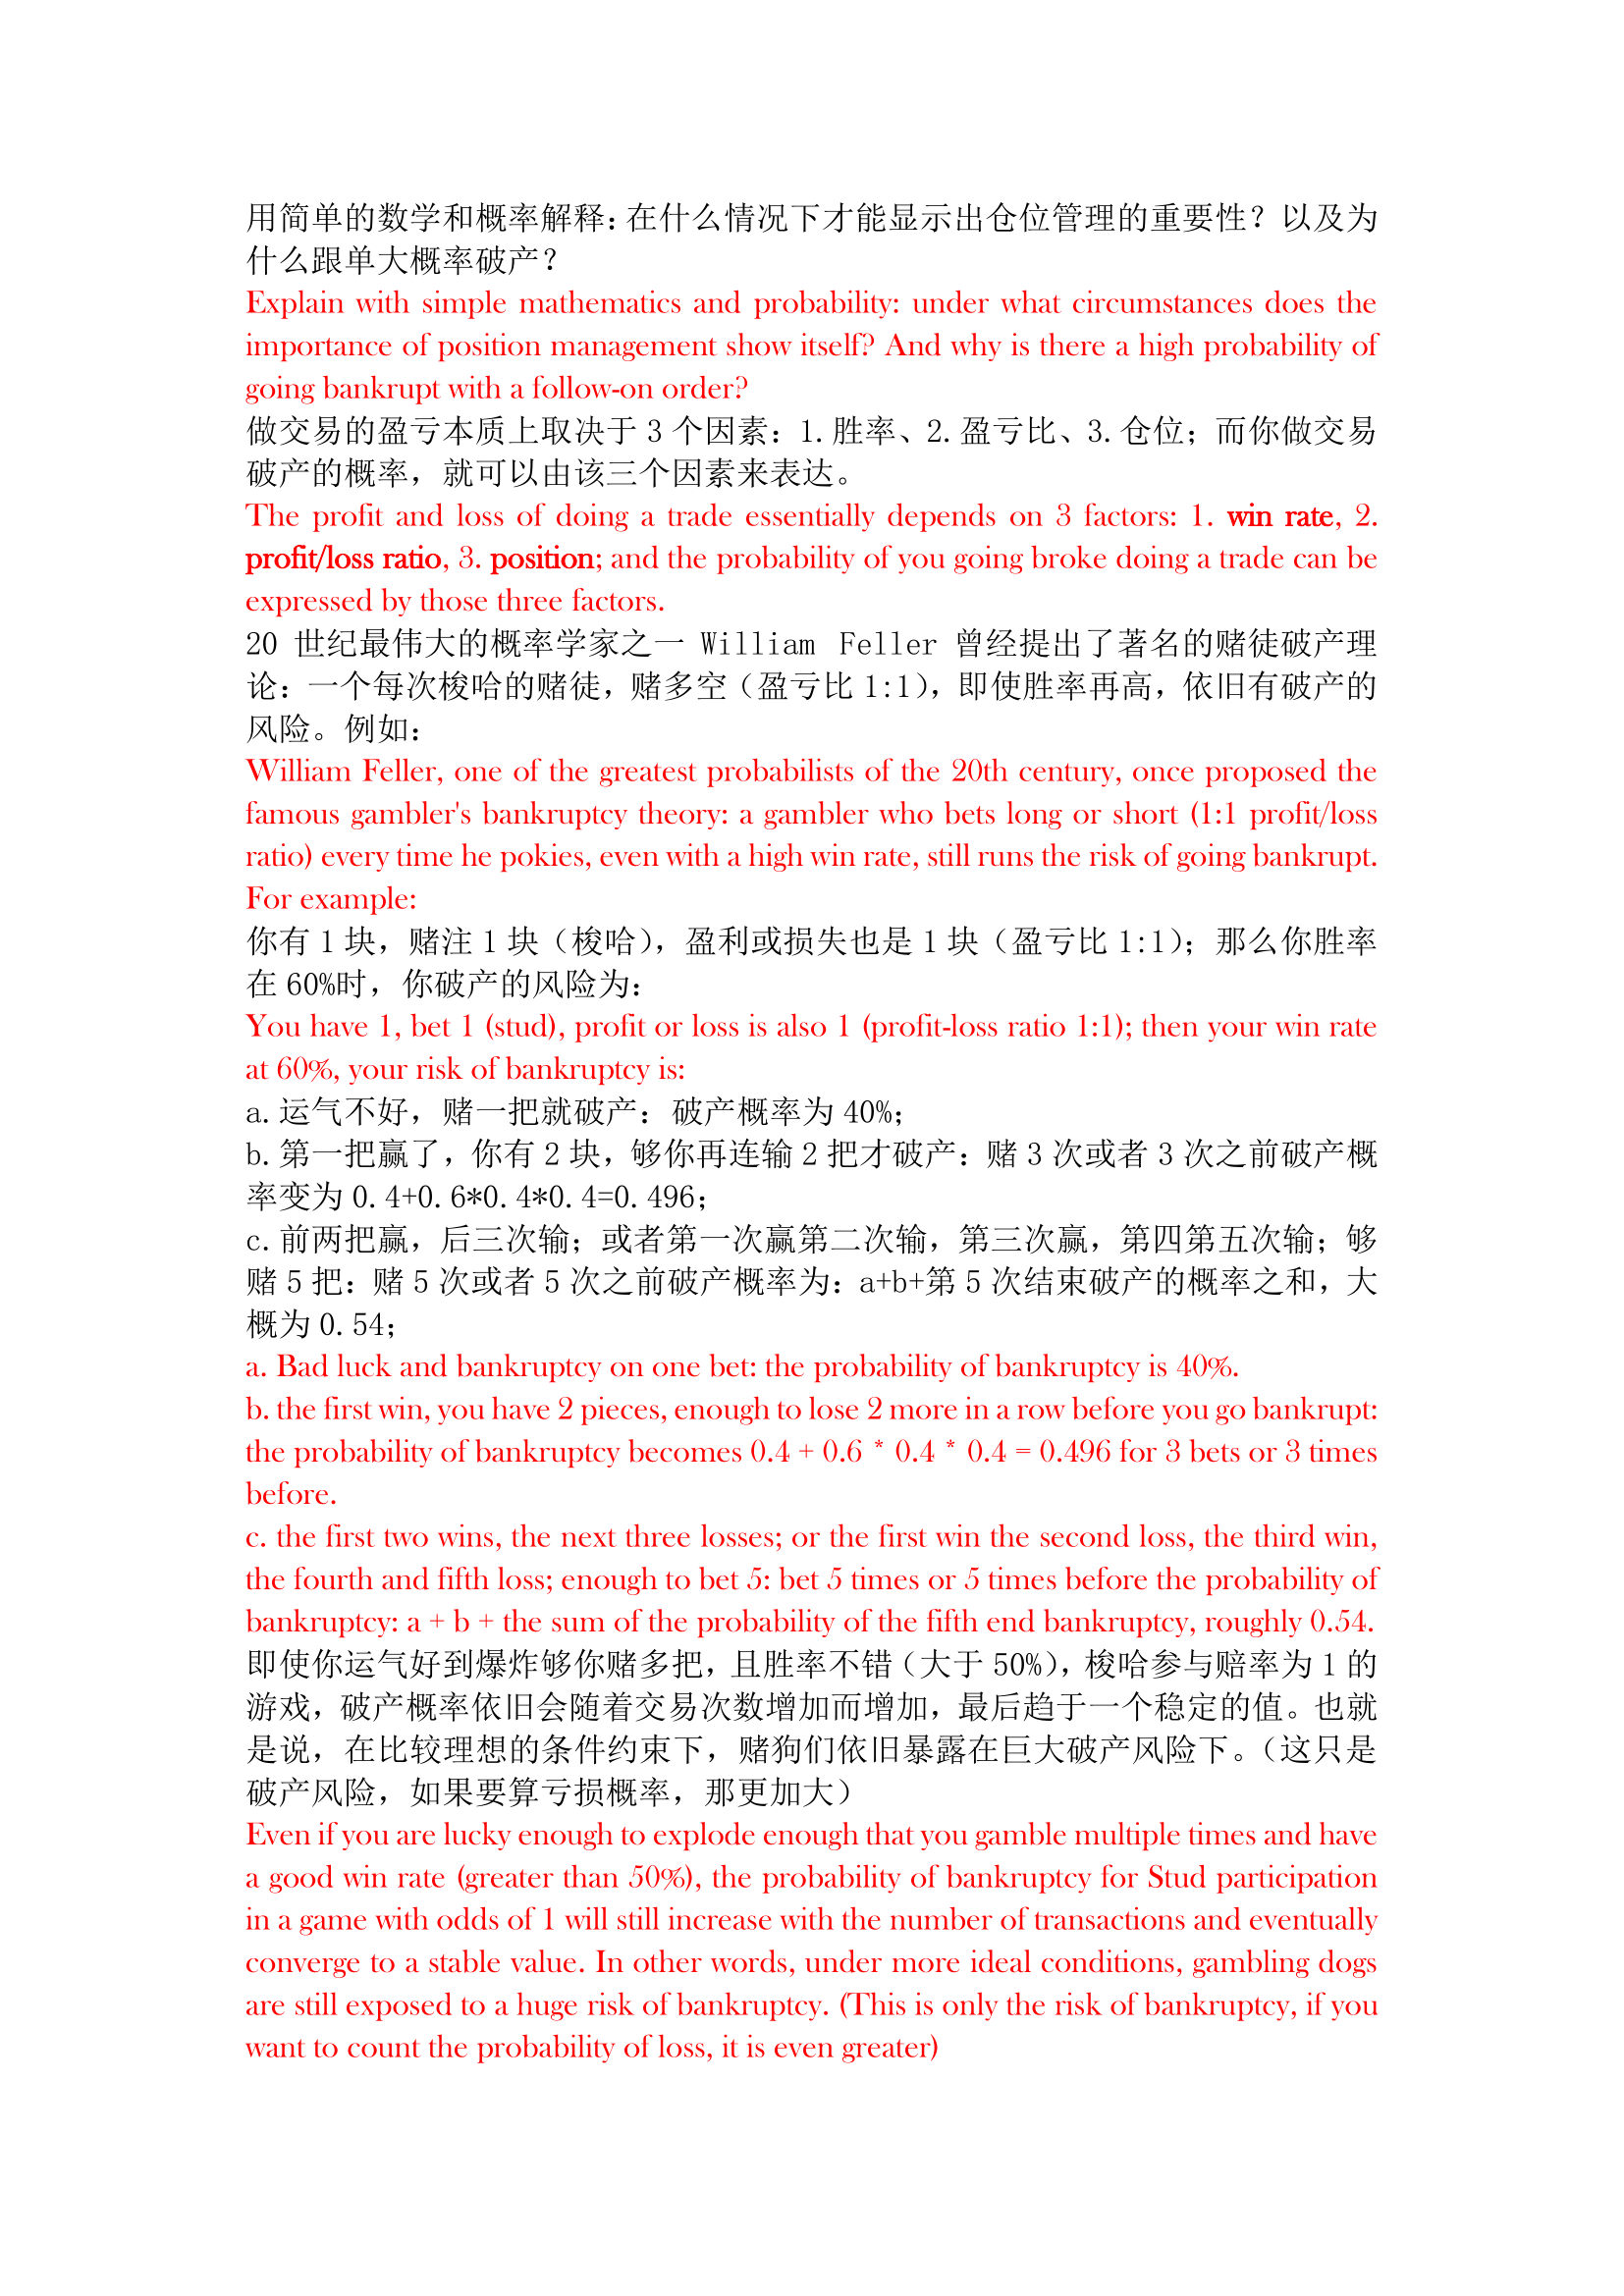 用简单的数学和概率解释：在什么情况下才能显示出仓位管理的重要性？以及为
什么跟单大概率破产？
Explain with simple mathematics and probability: under what circumstances does the
importance of position management show itself? And why is there a high probability of
going bankrupt with a follow-on order?
做交易的盈亏本质上取决于 3 个因素：1.胜率、2.盈亏比、3.仓位；而你做交易
破产的概率，就可以由该三个因素来表达。
The profit and loss of doing a trade essentially depends on 3 factors: 1. win rate, 2.
profit/loss ratio, 3. position; and the probability of you going broke doing a trade can be
expressed by those three factors.
20 世纪最伟大的概率学家之一 William Feller 曾经提出了著名的赌徒破产理
论：一个每次梭哈的赌徒，赌多空（盈亏比 1:1），即使胜率再高，依旧有破产的
风险。例如：
William Feller, one of the greatest probabilists of the 20th century, once proposed the
famous gambler's bankruptcy theory: a gambler who bets long or short (1:1 profit/loss
ratio) every time he pokies, even with a high win rate, still runs the risk of going bankrupt.
For example:
你有 1 块，赌注 1 块（梭哈），盈利或损失也是 1 块（盈亏比 1:1）；那么你胜率
在 60%时，你破产的风险为：
You have 1, bet 1 (stud), profit or loss is also 1 (profit-loss ratio 1:1); then your win rate
at 60%, your risk of bankruptcy is:
a.运气不好，赌一把就破产：破产概率为 40%；
b.第一把赢了，你有 2 块，够你再连输 2 把才破产：赌 3 次或者 3 次之前破产概
率变为 0.4+0.6*0.4*0.4=0.496；
c.前两把赢，后三次输；或者第一次赢第二次输，第三次赢，第四第五次输；够
赌 5 把：赌 5 次或者 5 次之前破产概率为：a+b+第 5 次结束破产的概率之和，大
概为 0.54；
a. Bad luck and bankruptcy on one bet: the probability of bankruptcy is 40%.
b. the first win, you have 2 pieces, enough to lose 2 more in a row before you go bankrupt:
the probability of bankruptcy becomes 0.4 + 0.6 * 0.4 * 0.4 = 0.496 for 3 bets or 3 times
before.
c. the first two wins, the next three losses; or the first win the second loss, the third win,
the fourth and fifth loss; enough to bet 5: bet 5 times or 5 times before the probability of
bankruptcy: a + b + the sum of the probability of the fifth end bankruptcy, roughly 0.54.
即使你运气好到爆炸够你赌多把，且胜率不错（大于 50%），梭哈参与赔率为 1 的
游戏，破产概率依旧会随着交易次数增加而增加，最后趋于一个稳定的值。也就
是说，在比较理想的条件约束下，赌狗们依旧暴露在巨大破产风险下。（这只是
破产风险，如果要算亏损概率，那更加大）
Even if you are lucky enough to explode enough that you gamble multiple times and have
a good win rate (greater than 50%), the probability of bankruptcy for Stud participation
in a game with odds of 1 will still increase with the number of transactions and eventually
converge to a stable value. In other words, under more ideal conditions, gambling dogs
are still exposed to a huge risk of bankruptcy. (This is only the risk of bankruptcy, if you
want to count the probability of loss, it is even greater)